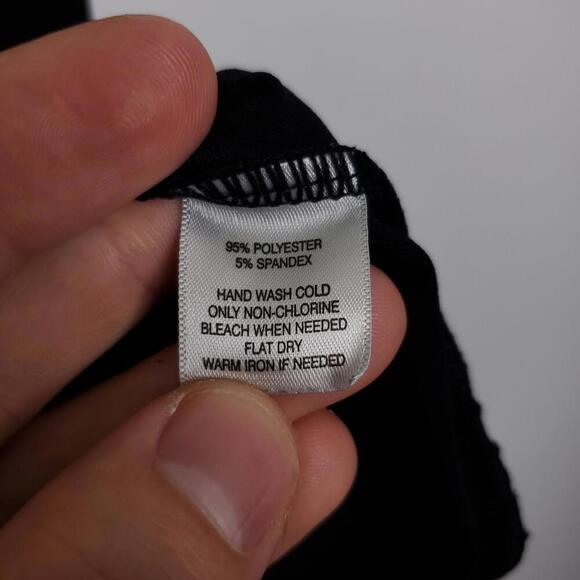 95% POLYESTER
5% SPANDEX
HAND WASH COLD
ONLY NON-CHLORINE
BLEACH WHEN NEEDED
FLAT DRY
WARM IRON IF NEEDED